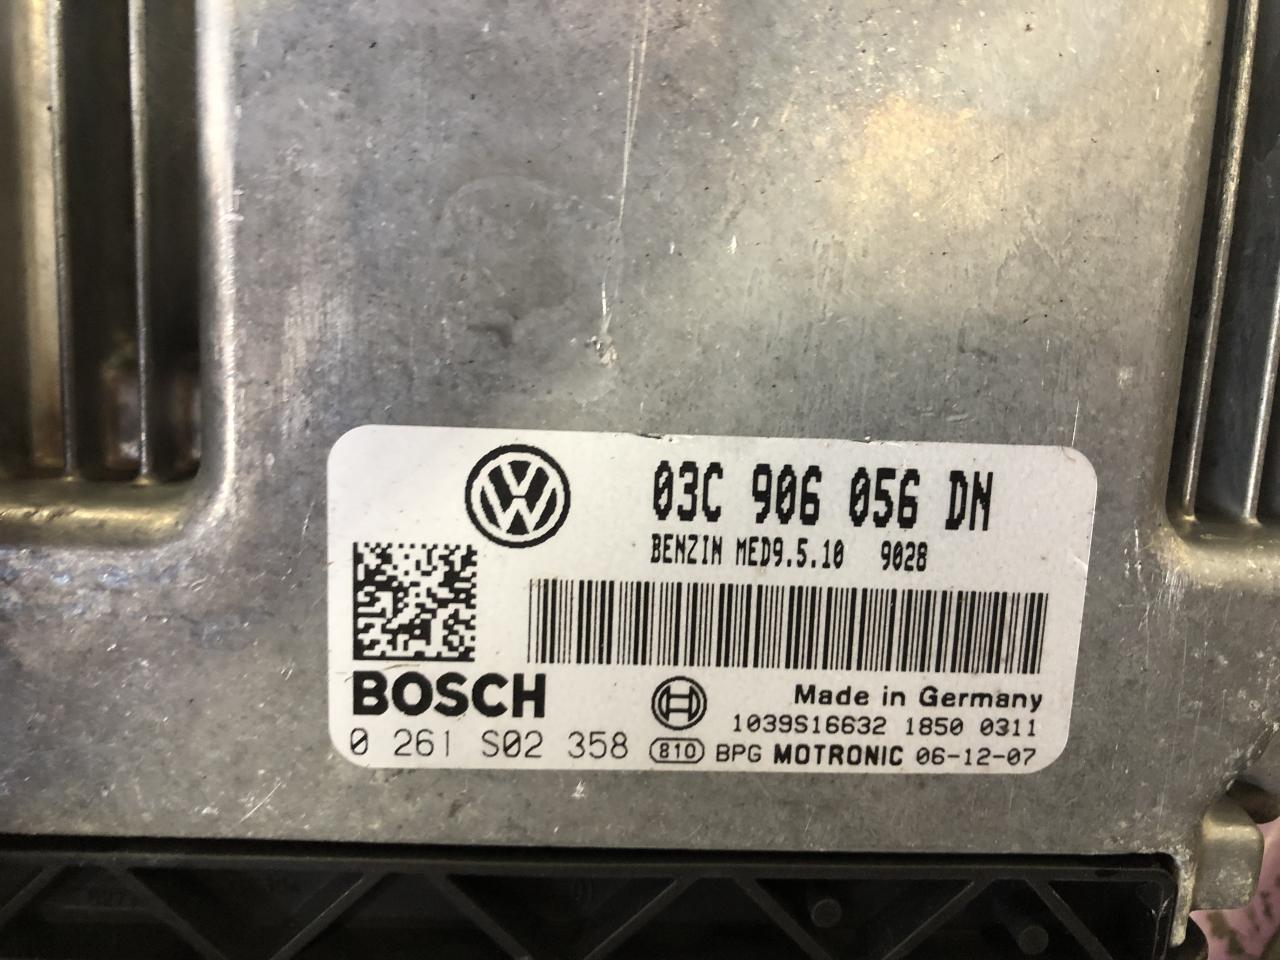 03C 906 056 DN
BENZIN MED9.5.10 9028
BOSCH
Made in Germany
1039S16632 1850 0311
0 261 S02 358 810 BPG MOTRONIC 06-12-07